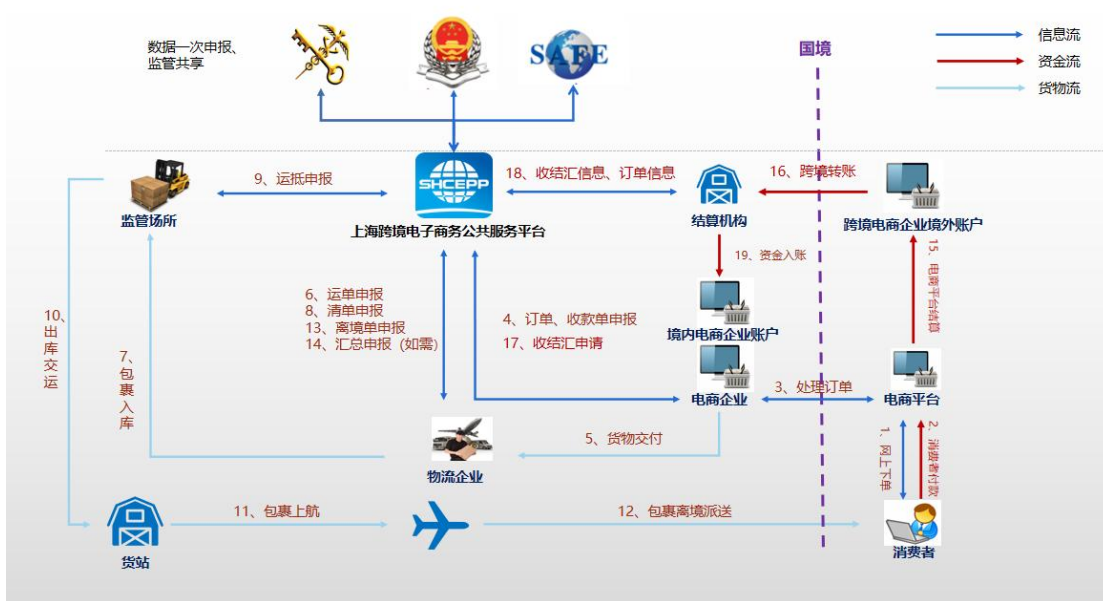 数据一次申报、
监管共享
SAFE
国境
信息流
资金流
货物流
9、运抵申报
SHCEPP
18、收结汇信息、订单信息
16、跨境转账
监管场所
上海跨境电子商务公共服务平台
结算机构
跨境电商企业境外账户
19、资金入账
15、电商平台结算
6、运单申报
8、清单申报
13、离境单申报
14、汇总申报（如需）
4、订单、收款单申报
17、收结汇申请
境内电商企业账户
10、出库交运
7、包裹入库
电商企业
3、处理订单
电商平台
5、货物交付
1、网上下单
2、消费者付款
物流企业
11、包裹上航
12、包裹离境派送
货站
消费者